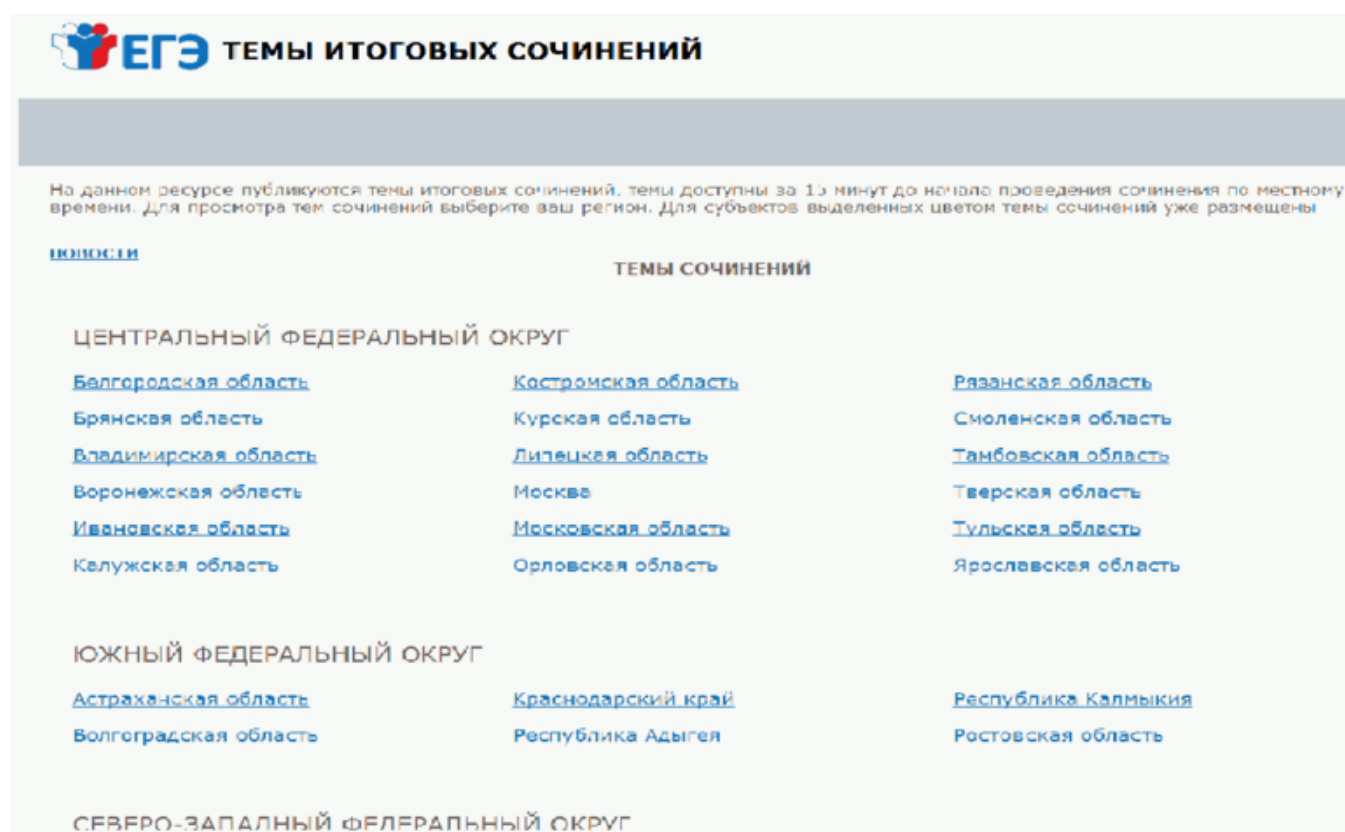 ЕГЭ ТЕМЫ ИТОГОВЫХ СОЧИНЕНИЙ
На данном ресурсе публикуются темы итоговых сочинений, темы доступны за 15 минут до начала проведения сочинения по местному
времени. Для просмотра тем сочинений выберите ваш регион. Для субъектов выделенных цветом темы сочинений уже размещены
новости
ТЕМЫ СОЧИНЕНИЙ
ЦЕНТРАЛЬНЫЙ ФЕДЕРАЛЬНЫЙ ОКРУГ
Белгородская область Костромская область Рязанская область
Брянская область Курская область Смоленская область
Владимирская область Липецкая область Тамбовская область
Воронежская область Москва Тверская область
Ивановская область Московская область Тульская область
Калужская область Орловская область Ярославская область
ЮЖНЫЙ ФЕДЕРАЛЬНЫЙ ОКРУГ
Астраханская область Краснодарский край Республика Калмыкия
Волгоградская область Республика Адыгея Ростовская область
СЕВЕРО-ЗАПАДНЫЙ ФЕДЕРАЛЬНЫЙ ОКРУГ